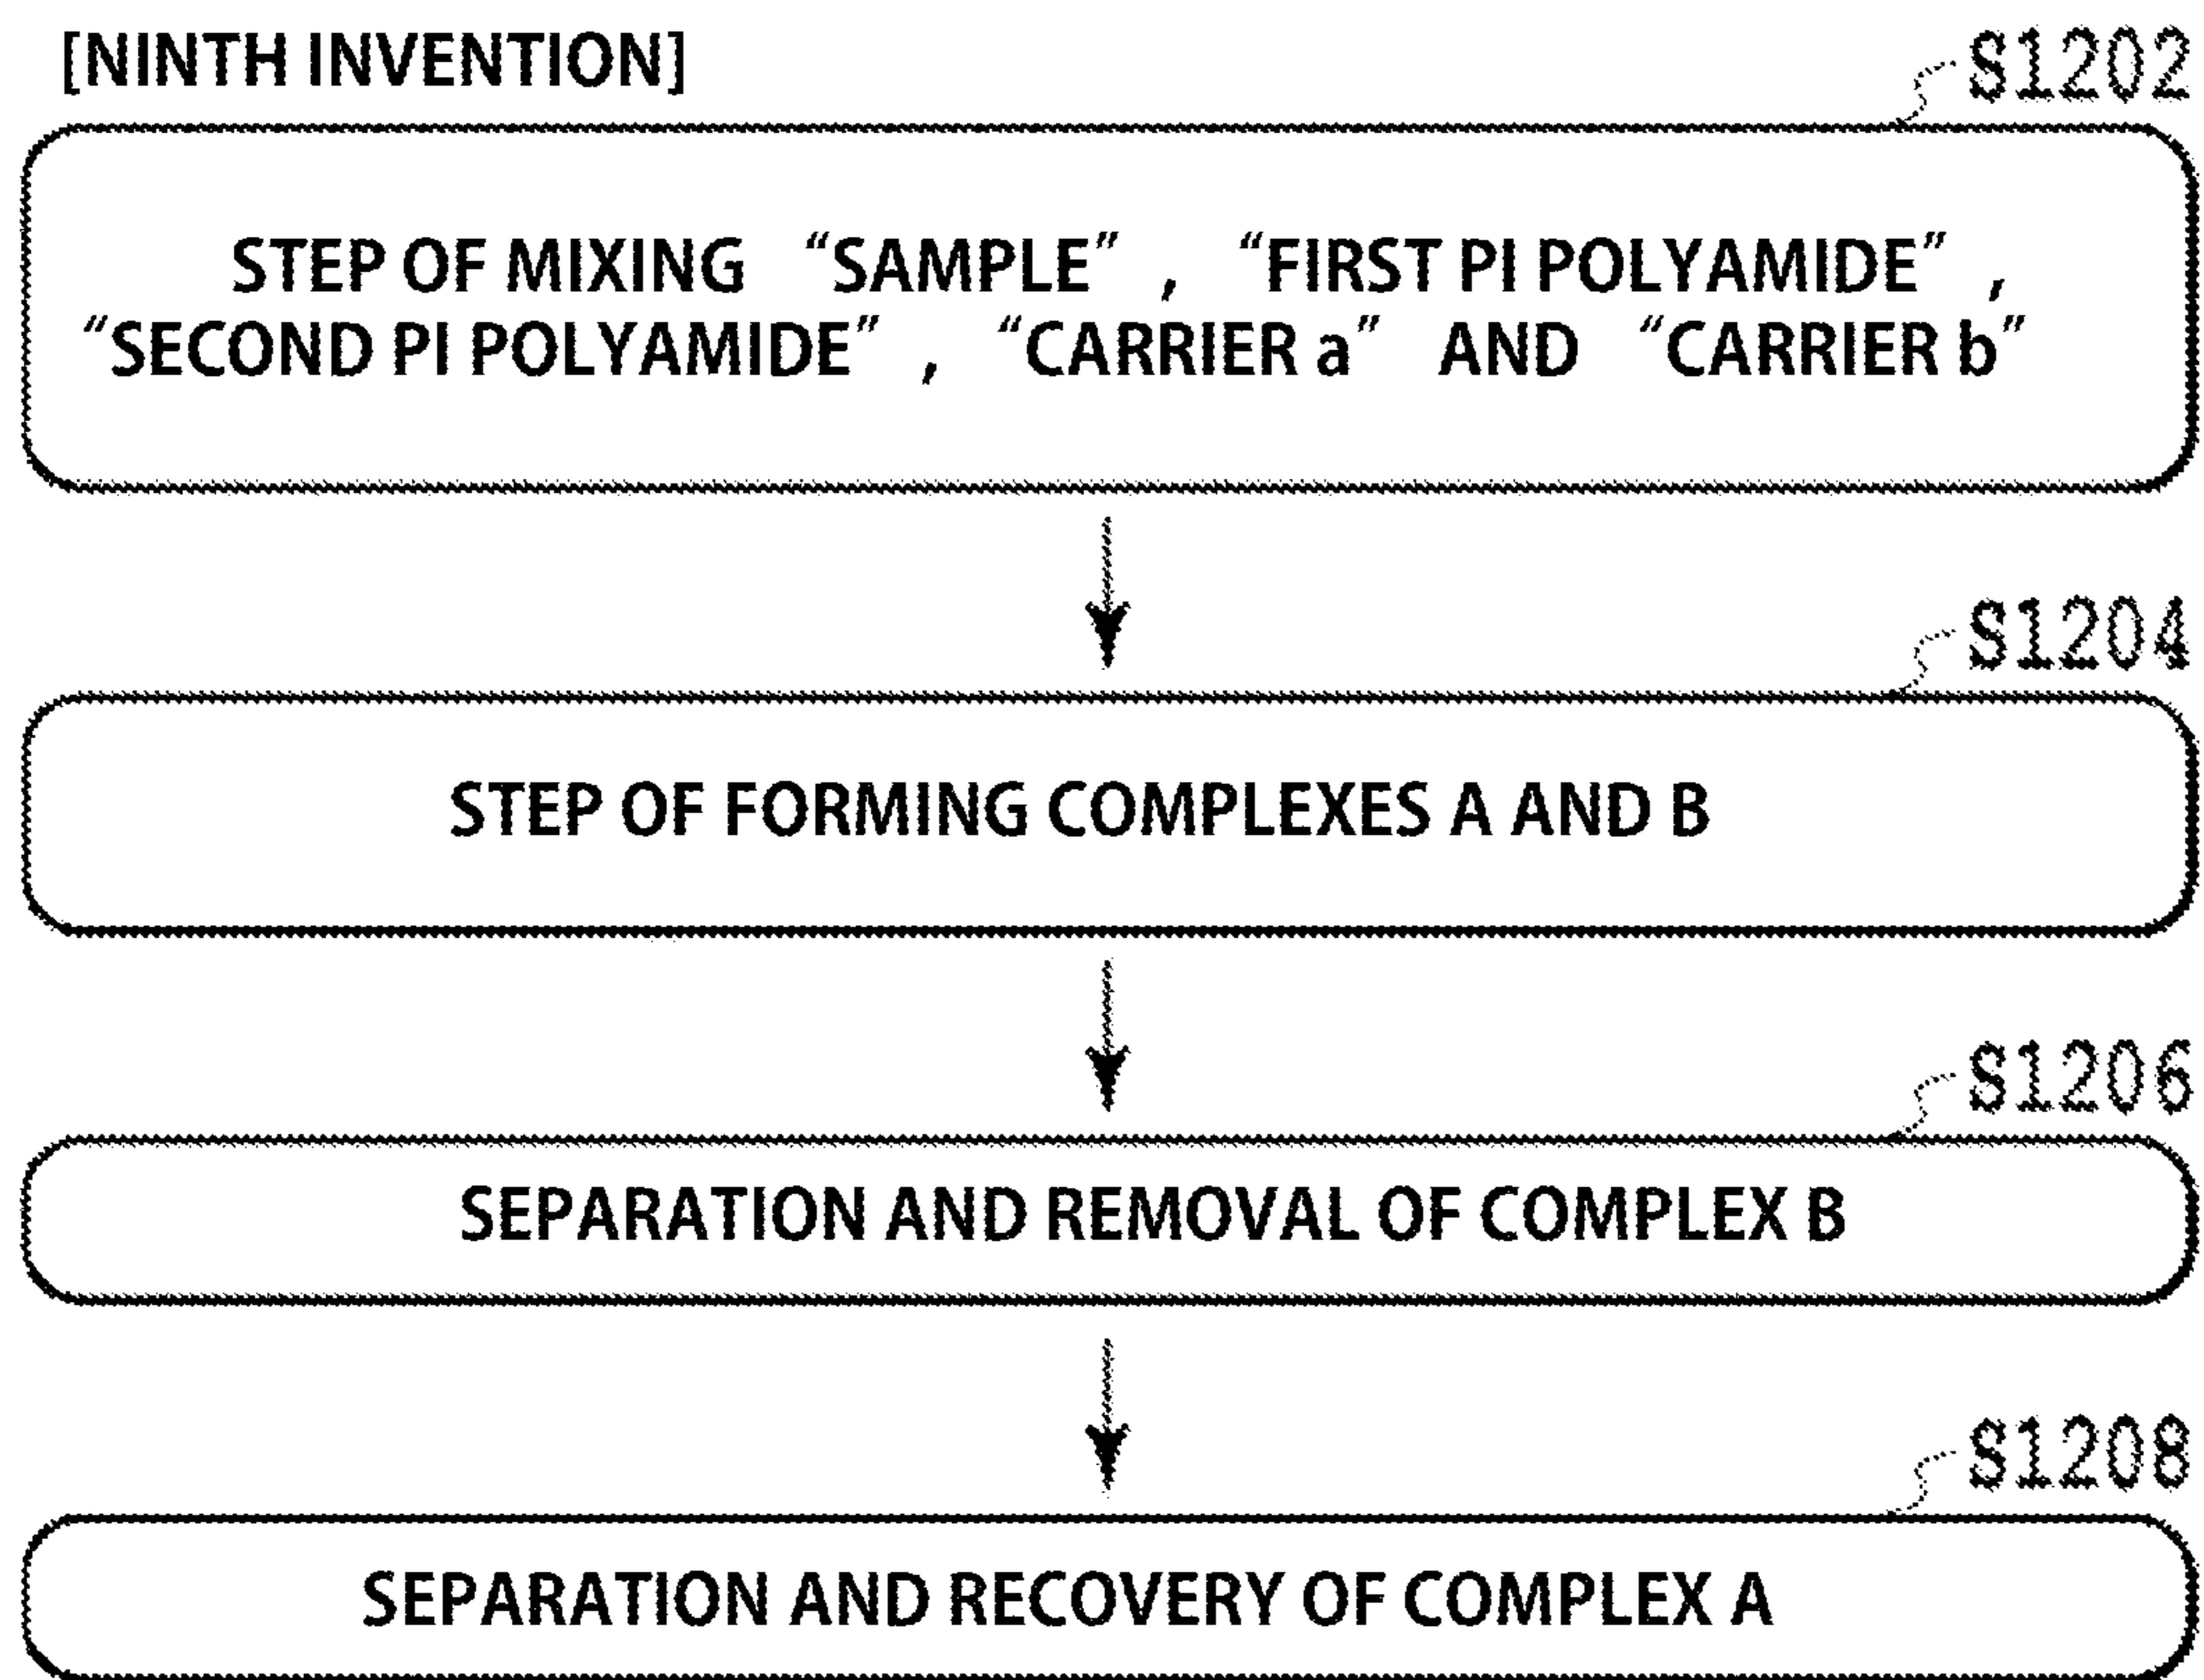 [NINTH INVENTION]
S1202
STEP OF MIXING “SAMPLE” , “FIRST PI POLYAMIDE” ,
“SECOND PI POLYAMIDE” , “CARRIER a” AND “CARRIER b”
S1204
STEP OF FORMING COMPLEXES A AND B
S1206
SEPARATION AND REMOVAL OF COMPLEX B
S1208
SEPARATION AND RECOVERY OF COMPLEX A